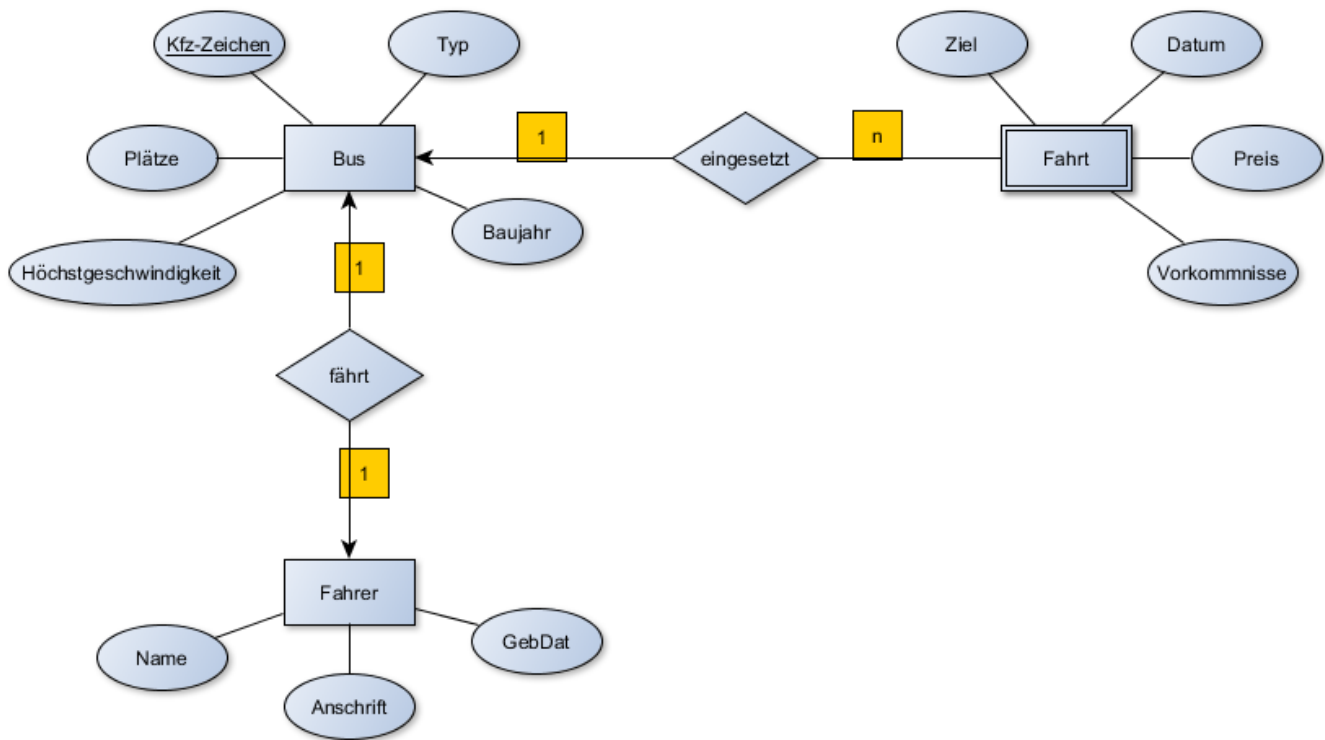 Kfz-Zeichen
Typ
Ziel
Datum
Plätze
Bus
1
eingesetzt
n
Fahrt
Preis
Baujahr
Höchstgeschwindigkeit
1
Vorkommnisse
fährt
1
Fahrer
Name
GebDat
Anschrift